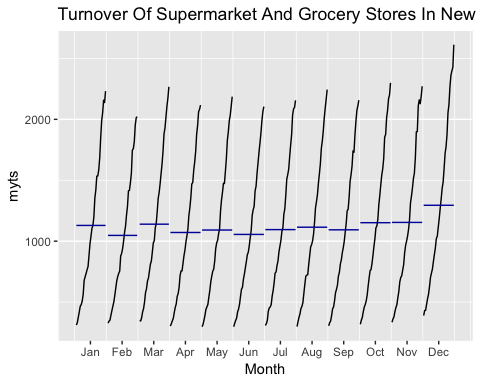 Turnover Of Supermarket And Grocery Stores In New
myts
2000
1000
Jan Feb Mar Apr May Jun Jul Aug Sep Oct Nov Dec
Month